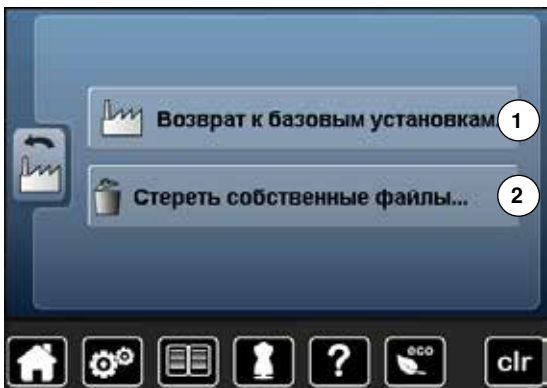 Возврат к базовым установкам... 1
Стереть собственные файлы... 2
? eco clr